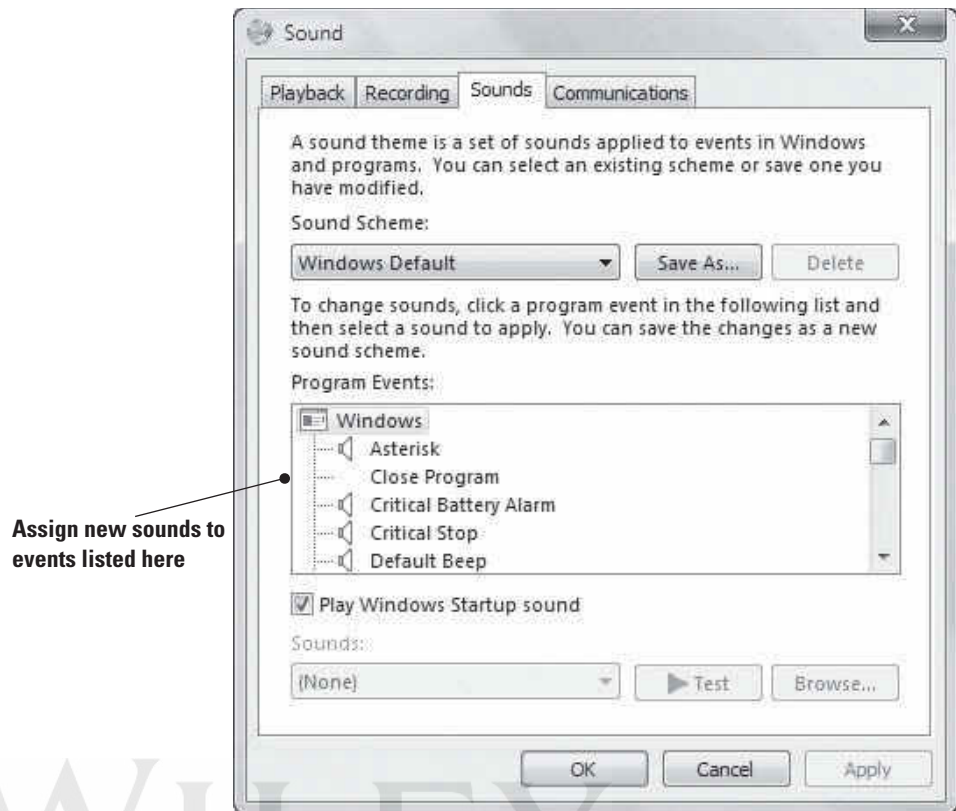 Sound
Playback Recording Sounds Communications
A sound theme is a set of sounds applied to events in Windows
and programs. You can select an existing scheme or save one you
have modified.
Sound Scheme:
Windows Default Save As... Delete
To change sounds, click a program event in the following list and
then select a sound to apply. You can save the changes as a new
sound scheme.
Program Events:
Windows
Asterisk
Close Program
Critical Battery Alarm
Critical Stop
Default Beep
Assign new sounds to
events listed here
Play Windows Startup sound
Sounds:
(None) Test Browse...
OK Cancel Apply
WILEY